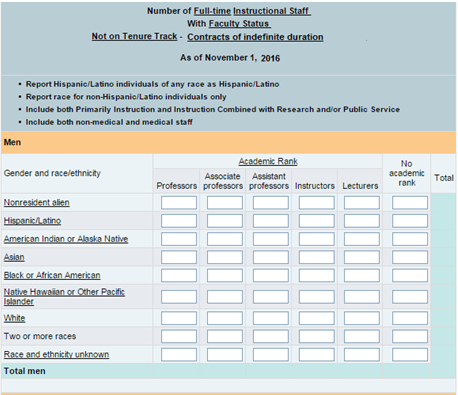 Number of Full-time Instructional Staff
With Faculty Status
Not on Tenure Track - Contracts of indefinite duration
As of November 1, 2016
• Report Hispanic/Latino individuals of any race as Hispanic/Latino
• Report race for non-Hispanic/Latino individuals only
• Include both Primarily Instruction and Instruction Combined with Research and/or Public Service
• Include both non-medical and medical staff
Men
Gender and race/ethnicity
Academic Rank
Professors
Associate
professors
Assistant
professors
Instructors
Lecturers
No
academic
rank
Total
Nonresident alien
Hispanic/Latino
American Indian or Alaska Native
Asian
Black or African American
Native Hawaiian or Other Pacific
Islander
White
Two or more races
Race and ethnicity unknown
Total men